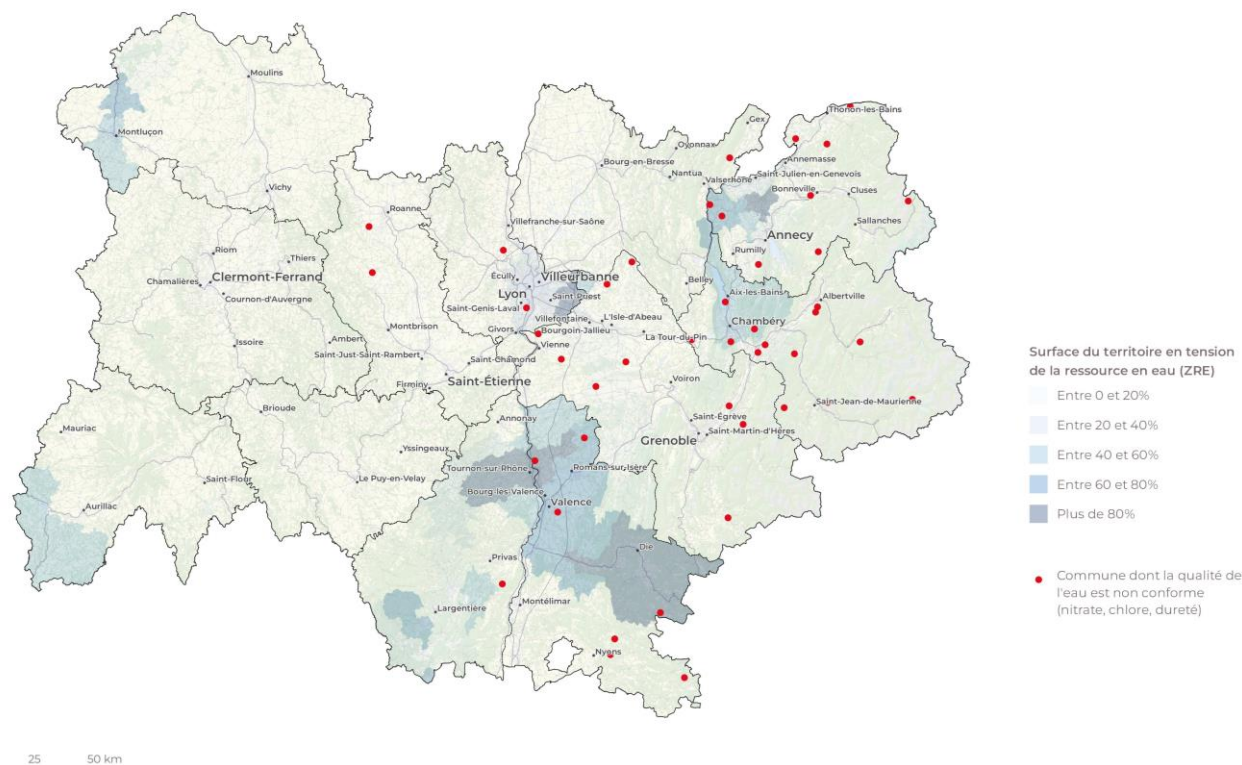 Moulins
Montluçon
Vichy
Roanne
Riom
Thiers
Chamalières
Clermont-Ferrand
Cournon-d'Auvergne
Issoire
Ambert
Montbrison
Saint-Just-Saint-Rambert
Saint-Chamond
Firminy
Saint-Étienne
Brioude
Yssingeaux
Mauriac
Saint-Flour
Le Puy-en-Velay
Aurillac
Gex
Thonon-les-Bains
Oyonnax
Bourg-en-Bresse
Nantua
Valserhône
Annemasse
Saint-Julien-en-Genevois
Bonneville
Cluses
Sallanches
Villefranche-sur-Saône
Annecy
Rumilly
Écully
Villeurbanne
Lyon
Saint-Priest
Saint-Genis-Laval
Belley
Aix-les-Bains
Albertville
Villefontaine
L'Isle-d'Abeau
Givors
Bourgoin-Jallieu
La Tour-du-Pin
Chambéry
Vienne
Voiron
Saint-Jean-de-Maurienne
Saint-Égrève
Grenoble
Saint-Martin-d'Hères
Annonay
Tournon-sur-Rhône
Romans-sur-Isère
Bourg-lès-Valence
Valence
Die
Privas
Largentière
Montélimar
Nyons
Surface du territoire en tension
de la ressource en eau (ZRE)
Entre 0 et 20%
Entre 20 et 40%
Entre 40 et 60%
Entre 60 et 80%
Plus de 80%
Commune dont la qualité de
l'eau est non conforme
(nitrate, chlore, dureté)
25 50 km